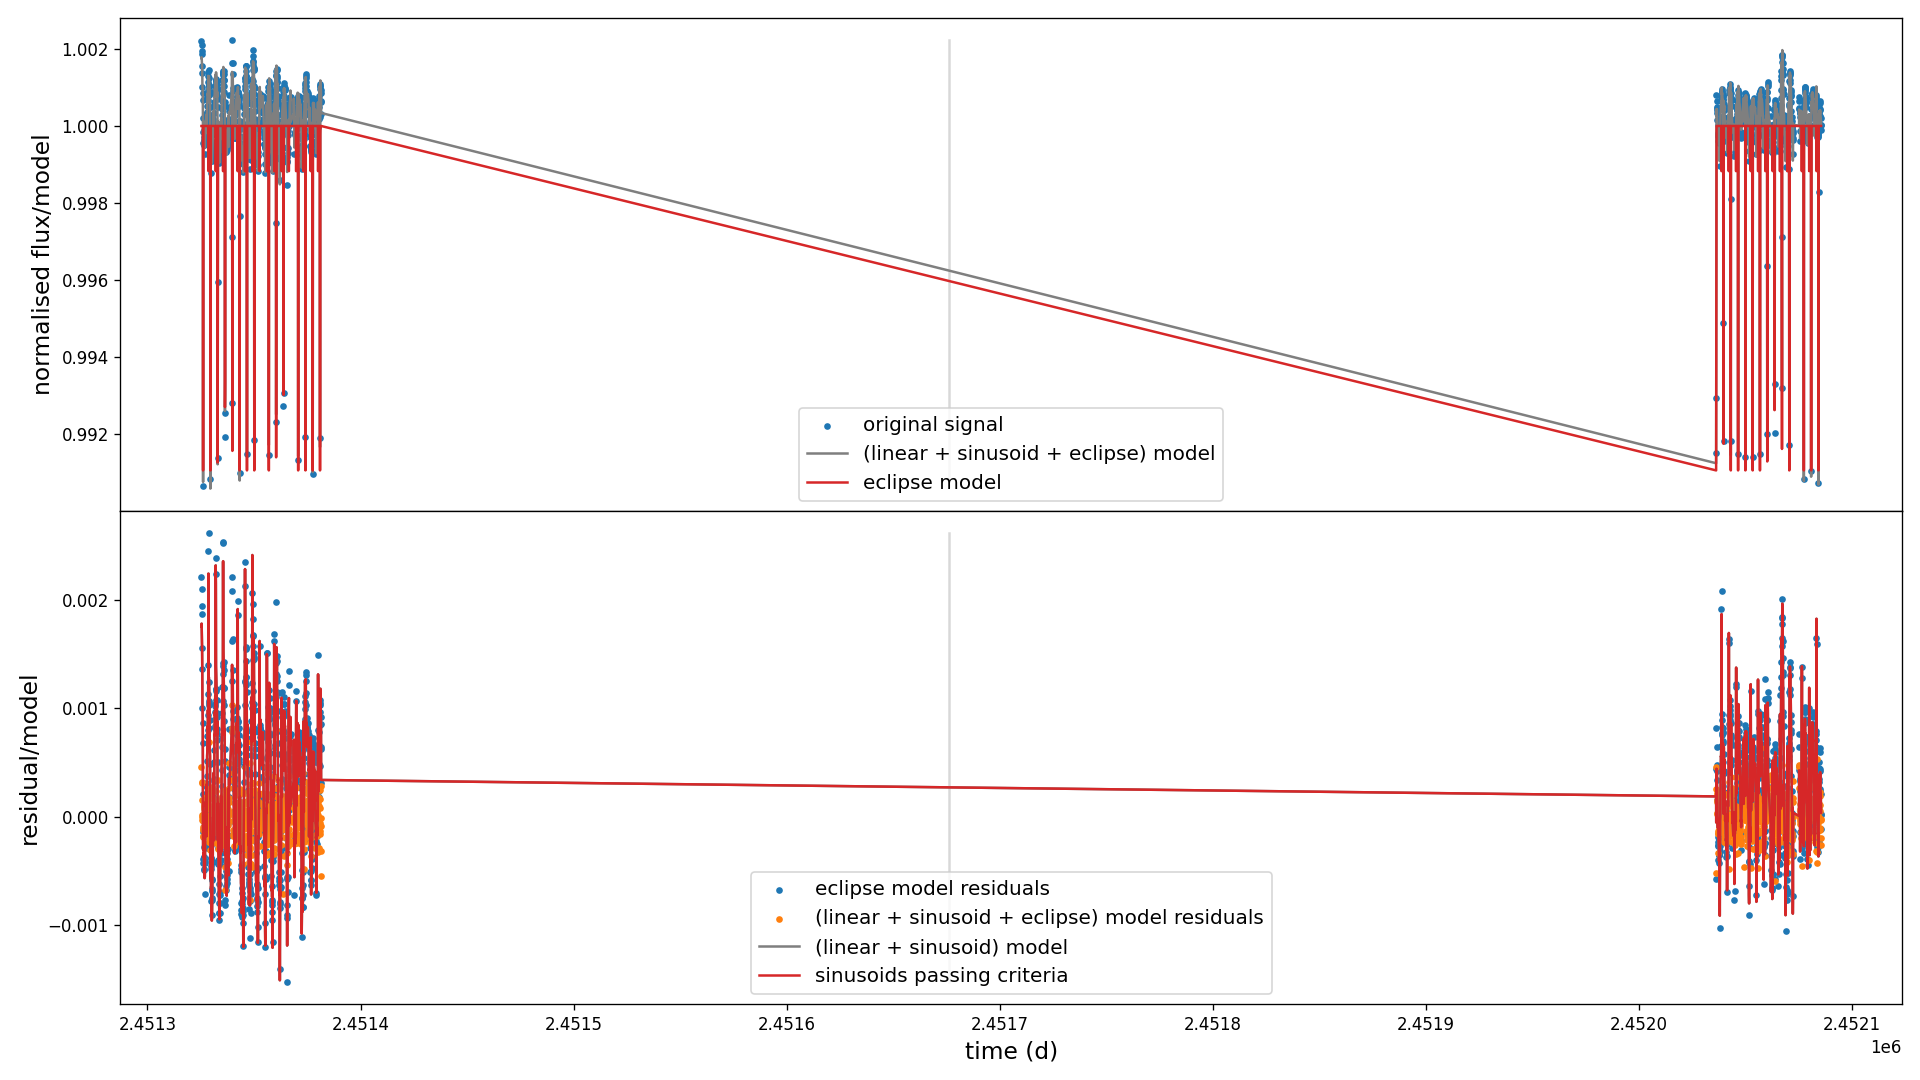 normalised flux/model
1.002
1.000
0.998
0.996
0.994
0.992
original signal
(linear + sinusoid + eclipse) model
eclipse model
residual/model
0.002
0.001
0.000
−0.001
eclipse model residuals
(linear + sinusoid + eclipse) model residuals
(linear + sinusoid) model
sinusoids passing criteria
2.4513 2.4514 2.4515 2.4516 2.4517 2.4518 2.4519 2.4520 2.4521
1e6
time (d)